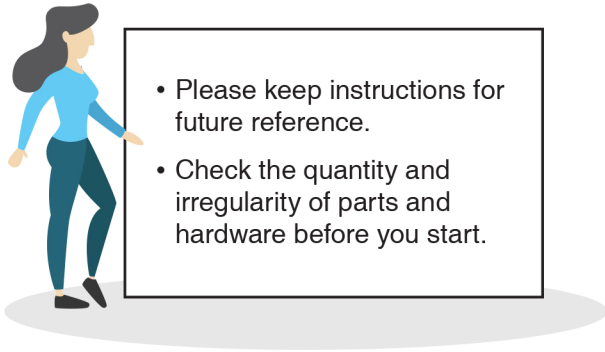 • Please keep instructions for
future reference.
• Check the quantity and
irregularity of parts and
hardware before you start.